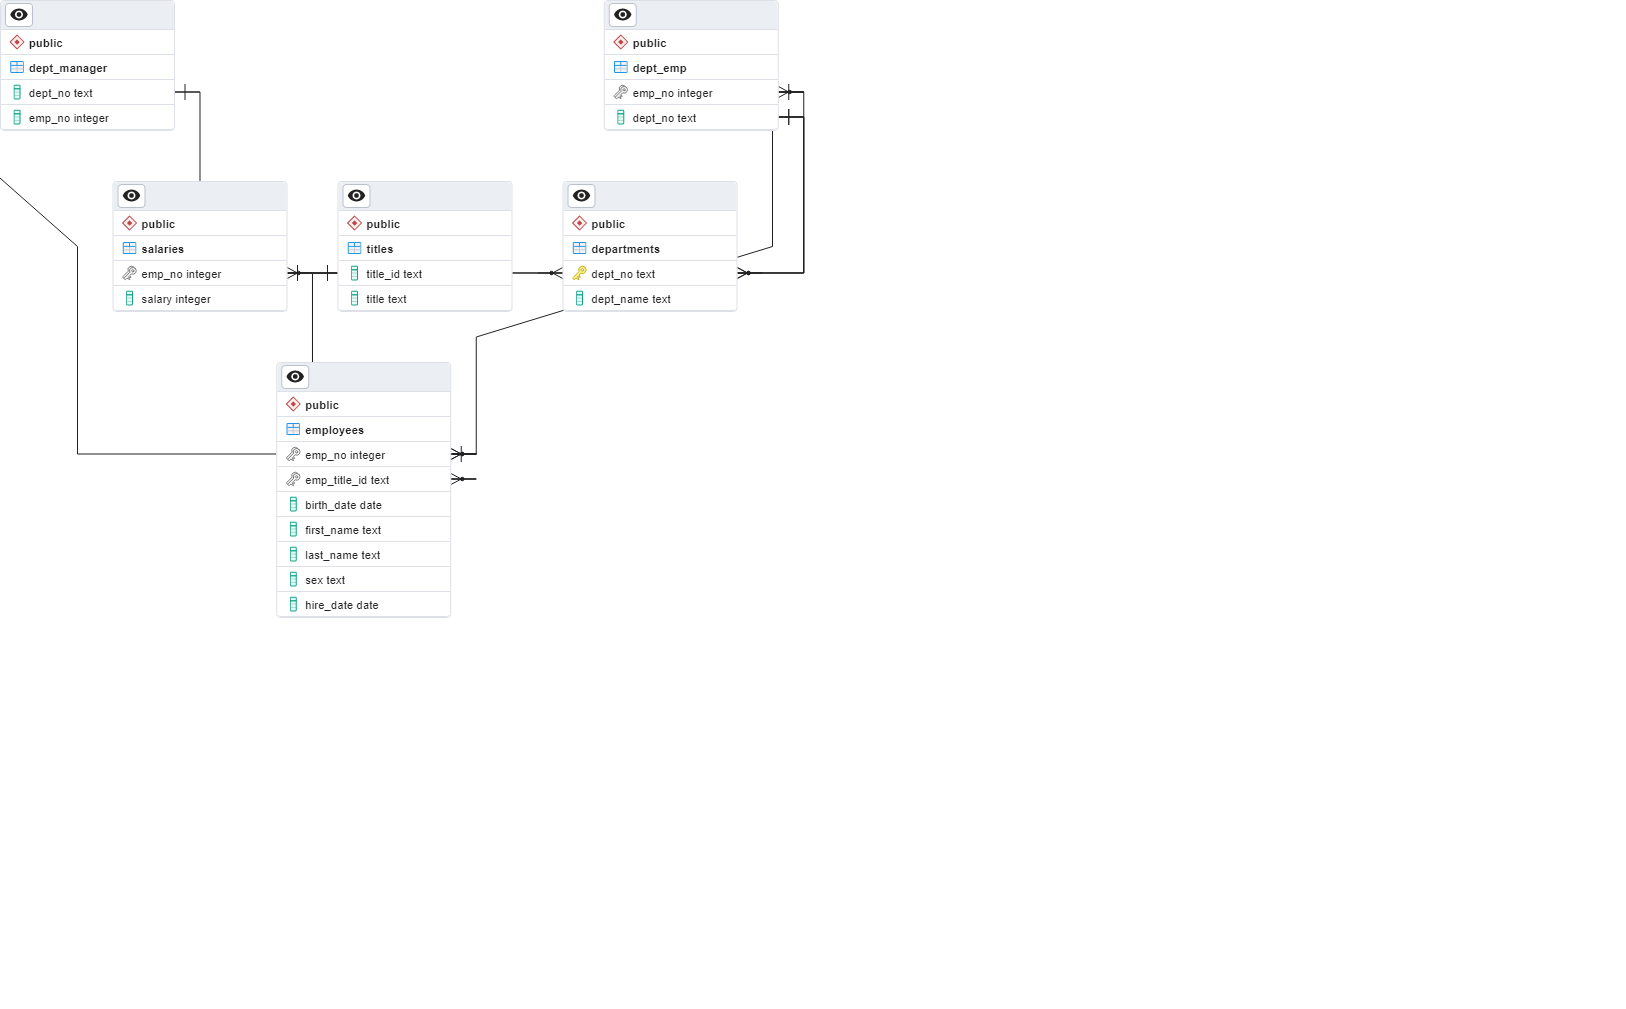 public
dept_manager
dept_no text
emp_no integer
public
dept_emp
emp_no integer
dept_no text
public
salaries
emp_no integer
salary integer
public
titles
title_id text
title text
public
departments
dept_no text
dept_name text
public
employees
emp_no integer
emp_title_id text
birth_date date
first_name text
last_name text
sex text
hire_date date